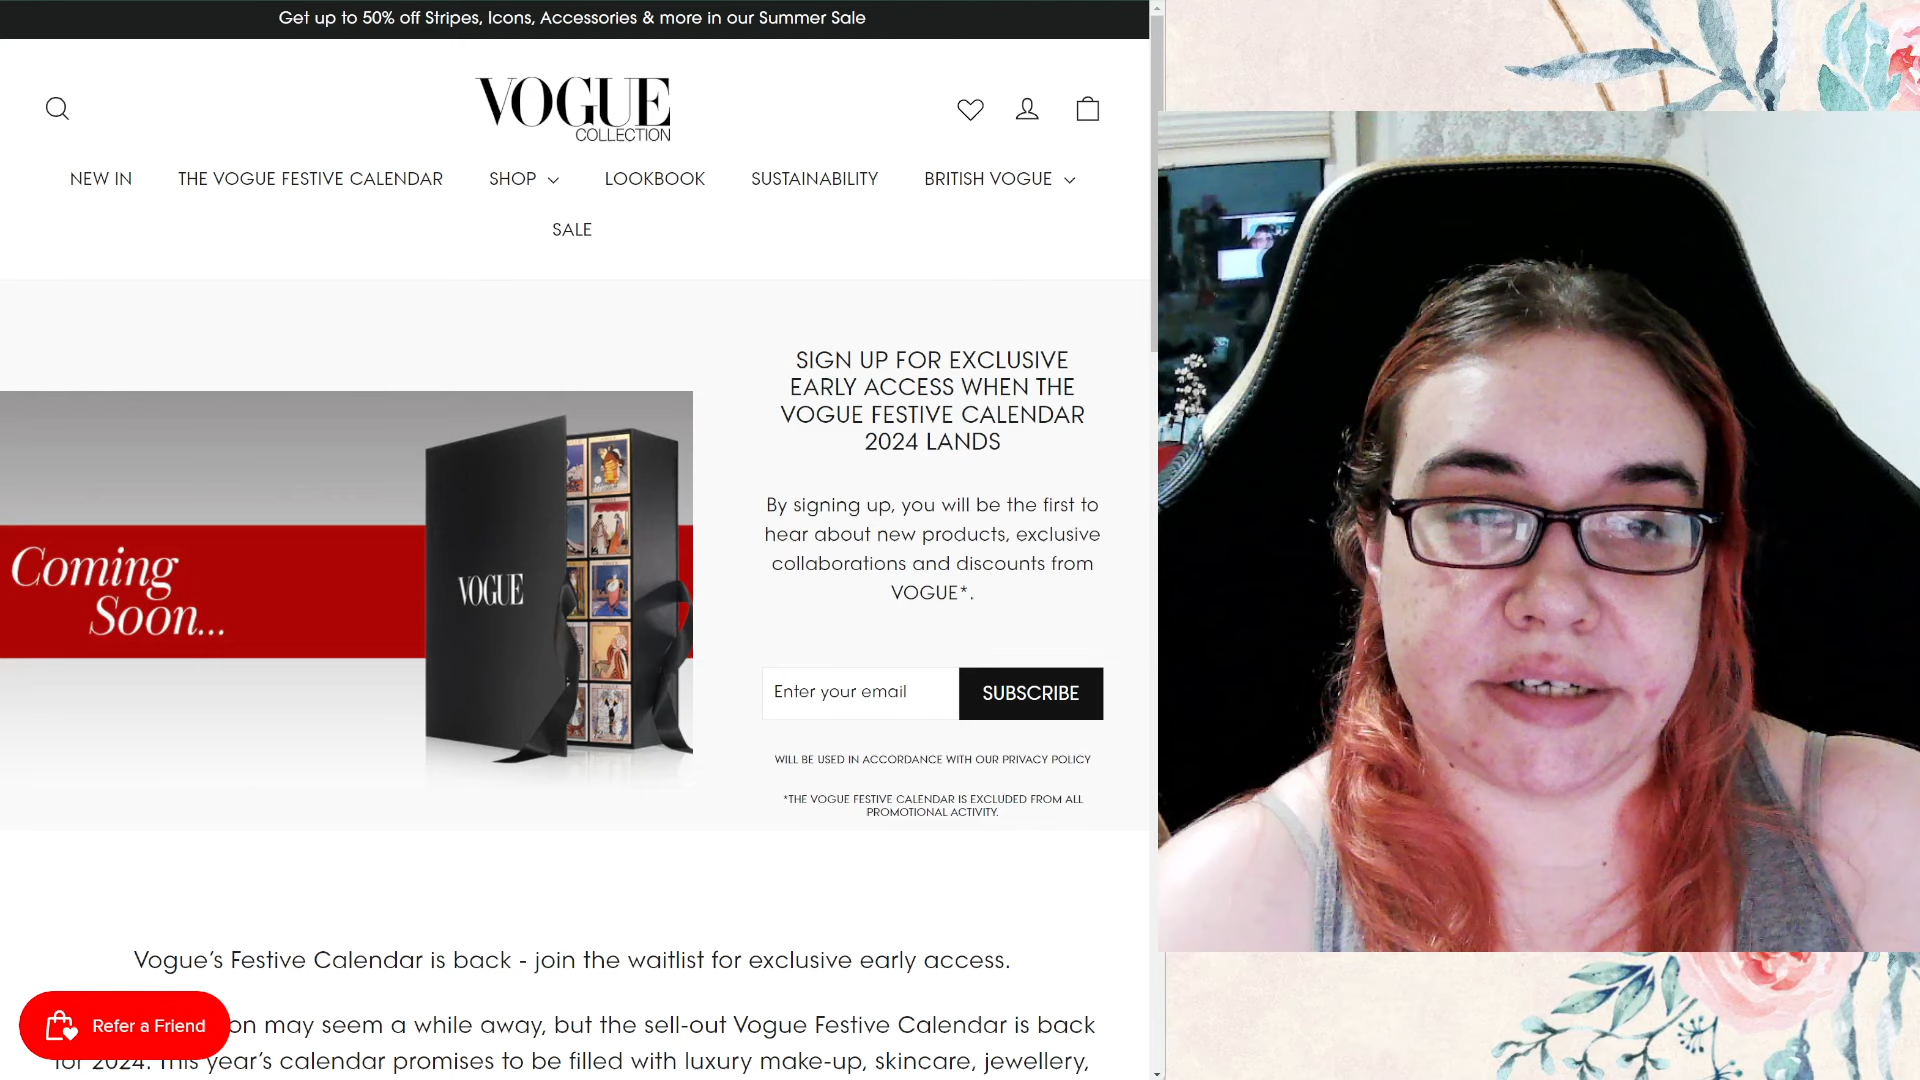 Get up to 50% off Stripes, Icons, Accessories & more in our Summer Sale
VOGUE
COLLECTION
NEW IN
THE VOGUE FESTIVE CALENDAR
SHOP
LOOKBOOK
SUSTAINABILITY
BRITISH VOGUE
SALE
Coming
Soon...
VOGUE
SIGN UP FOR EXCLUSIVE
EARLY ACCESS WHEN THE
VOGUE FESTIVE CALENDAR
2024 LANDS
By signing up, you will be the first to
hear about new products, exclusive
collaborations and discounts from
VOGUE*.
Enter your email
SUBSCRIBE
WILL BE USED IN ACCORDANCE WITH OUR PRIVACY POLICY
*THE VOGUE FESTIVE CALENDAR IS EXCLUDED FROM ALL
PROMOTIONAL ACTIVITY.
Vogue's Festive Calendar is back - join the waitlist for exclusive early access.
Refer a Friend
on may seem a while away, but the sell-out Vogue Festive Calendar is back
for 2024. This year's calendar promises to be filled with luxury make-up, skincare, jewellery,